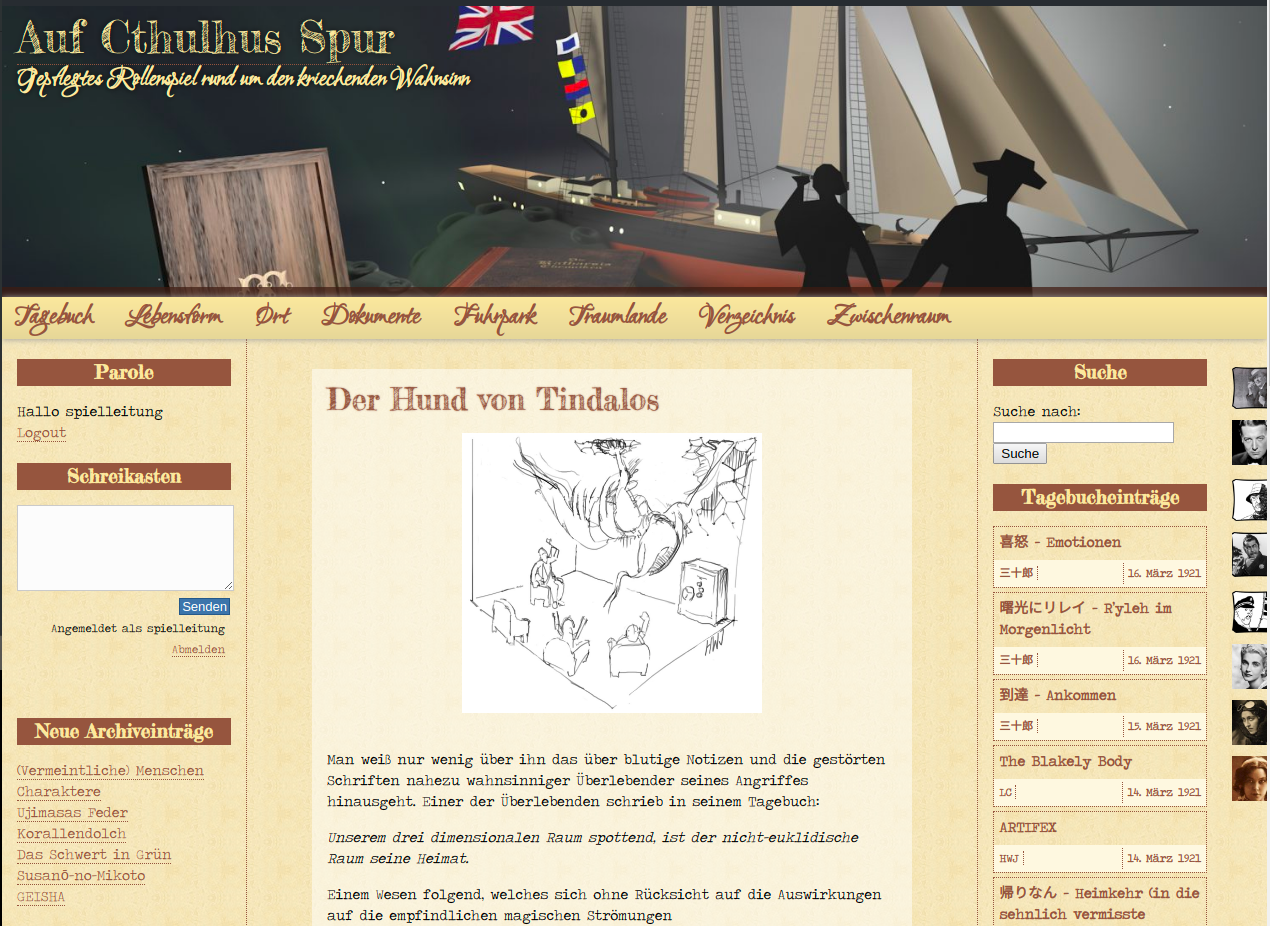 Auf Cthulhus Spur
Gepflegtes Rollenspiel rund um den kriechenden Wahnsinn
Die
Katharsis
Chroniken
Tagebuch Lebensform Ort Dokumente Fuhrpark Traumlande Verzeichnis Zwischenraum
Parole
Hallo spielleitung
Logout
Schreikasten
Senden
Angemeldet als spielleitung
Abmelden
Neue Archiveinträge
(Vermeintliche) Menschen
Charaktere
Ujimasas Feder
Korallendolch
Das Schwert in Grün
SusanŌ-no-Mikoto
GEISHA
Der Hund von Tindalos
HWJ
Man weiß nur wenig über ihn das über blutige Notizen und die gestörten
Schriften nahezu wahnsinniger Überlebender seines Angriffes
hinausgeht. Einer der Überlebenden schrieb in seinem Tagebuch:
Unserem drei dimensionalen Raum spottend, ist der nicht-euklidische
Raum seine Heimat.
Einem Wesen folgend, welches sich ohne Rücksicht auf die Auswirkungen
auf die empfindlichen magischen Strömungen
Suche
Suche nach:
Suche
Tagebucheinträge
喜怒 - Emotionen
三十郎 16. März 1921
曙光にリレイ - R'yleh im
Morgenlicht
三十郎 16. März 1921
到達 - Ankommen
三十郎 15. März 1921
The Blakely Body
LC 14. März 1921
ARTIFEX
HWJ 14. März 1921
帰りなん - Heimkehr (in die
sehnlich vermisste